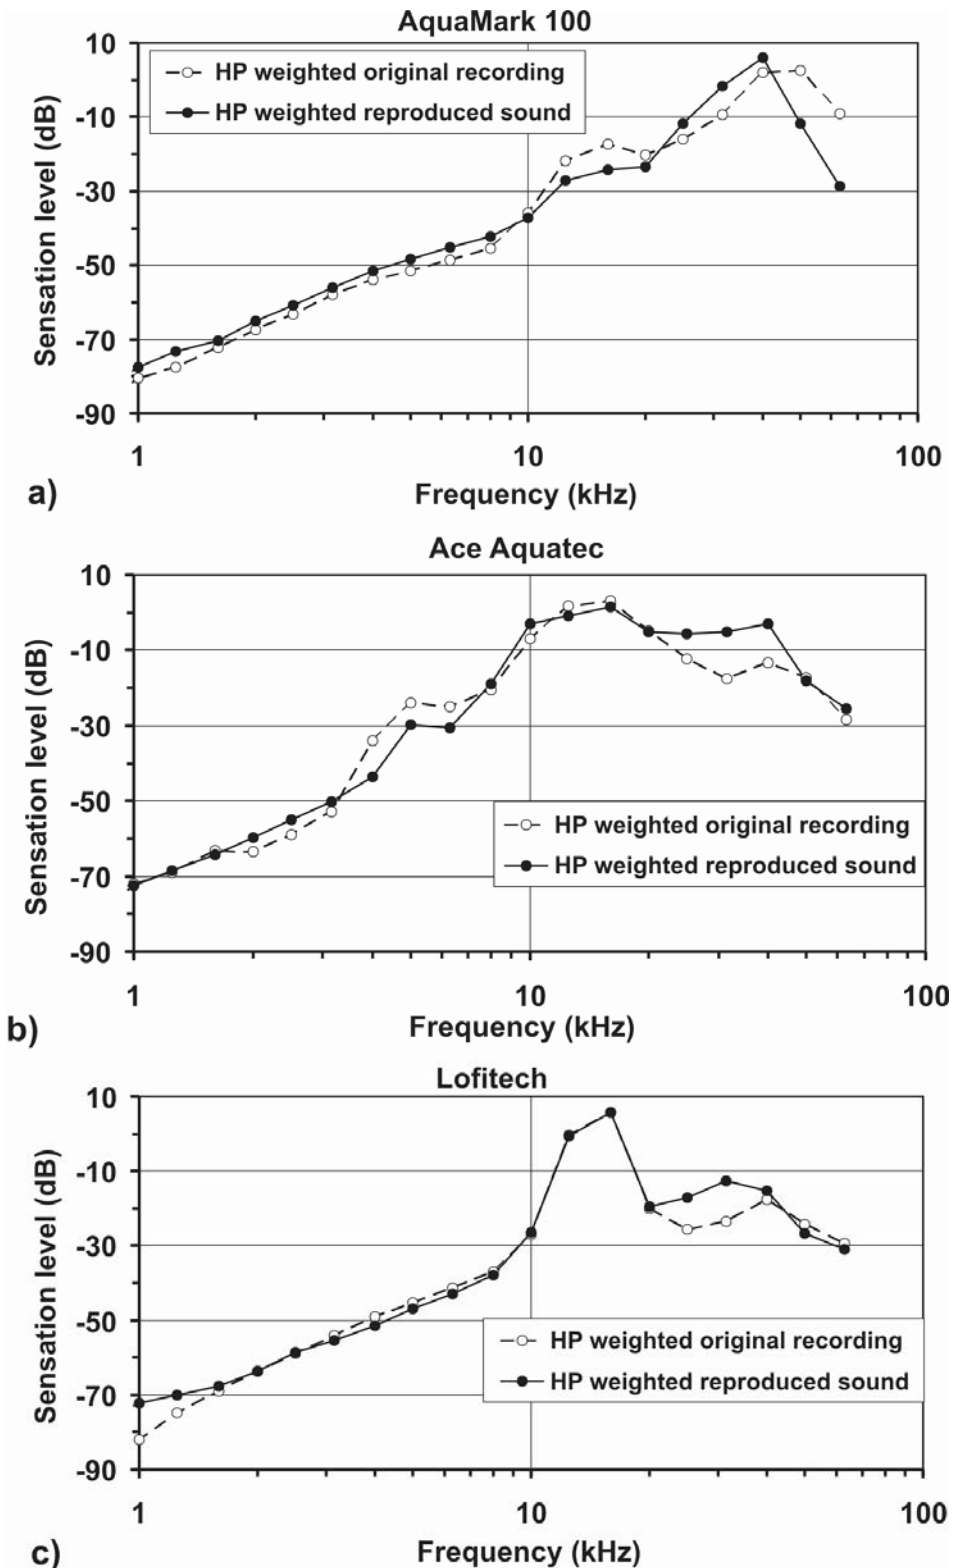 AquaMark 100
10
-10
-30
-50
-70
-90
Sensation level (dB)
HP weighted original recording
HP weighted reproduced sound
1
10
100
Frequency (kHz)
a)
Ace Aquatec
10
-10
-30
-50
-70
-90
Sensation level (dB)
HP weighted original recording
HP weighted reproduced sound
1
10
100
Frequency (kHz)
b)
Lofitech
10
-10
-30
-50
-70
-90
Sensation level (dB)
HP weighted original recording
HP weighted reproduced sound
1
10
100
Frequency (kHz)
c)